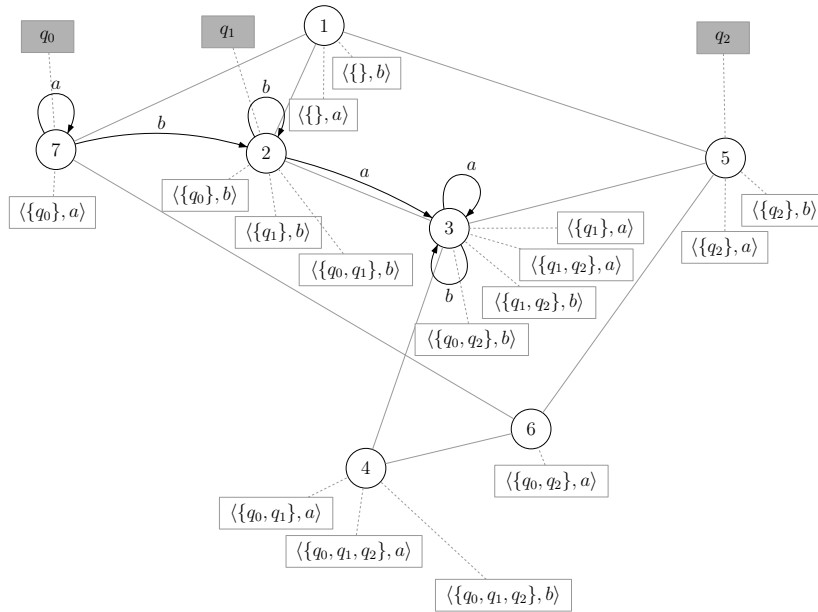 1
q₀
q₁
q₂
⟨{}, b⟩
a
b
⟨{}, a⟩
b
7
2
5
a
a
⟨{q₀}, b⟩
⟨{q₂}, b⟩
⟨{q₀}, a⟩
3
⟨{q₁}, a⟩
⟨{q₁}, b⟩
⟨{q₂}, a⟩
⟨{q₀, q₁}, b⟩
⟨{q₁, q₂}, a⟩
b
⟨{q₁, q₂}, b⟩
⟨{q₀, q₂}, b⟩
6
4
⟨{q₀, q₂}, a⟩
⟨{q₀, q₁}, a⟩
⟨{q₀, q₁, q₂}, a⟩
⟨{q₀, q₁, q₂}, b⟩